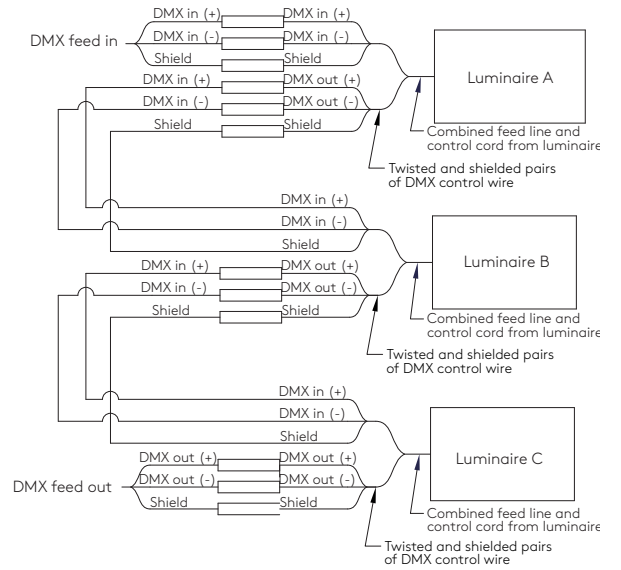 DMX in (+) DMX in (+)
DMX feed in DMX in (-) DMX in (-)
Shield Shield
Luminaire A
DMX in (+) DMX out (+)
DMX in (-) DMX out (-)
Shield Shield
Combined feed line and
control cord from luminaire
Twisted and shielded pairs
of DMX control wire
DMX in (+)
DMX in (-)
Shield
Luminaire B
DMX in (+) DMX out (+)
DMX in (-) DMX out (-)
Shield Shield
Combined feed line and
control cord from luminaire
Twisted and shielded pairs
of DMX control wire
DMX in (+)
DMX in (-)
Shield
Luminaire C
DMX out (+) DMX out (+)
DMX feed out DMX out (-) DMX out (-)
Shield Shield
Combined feed line and
control cord from luminaire
Twisted and shielded pairs
of DMX control wire